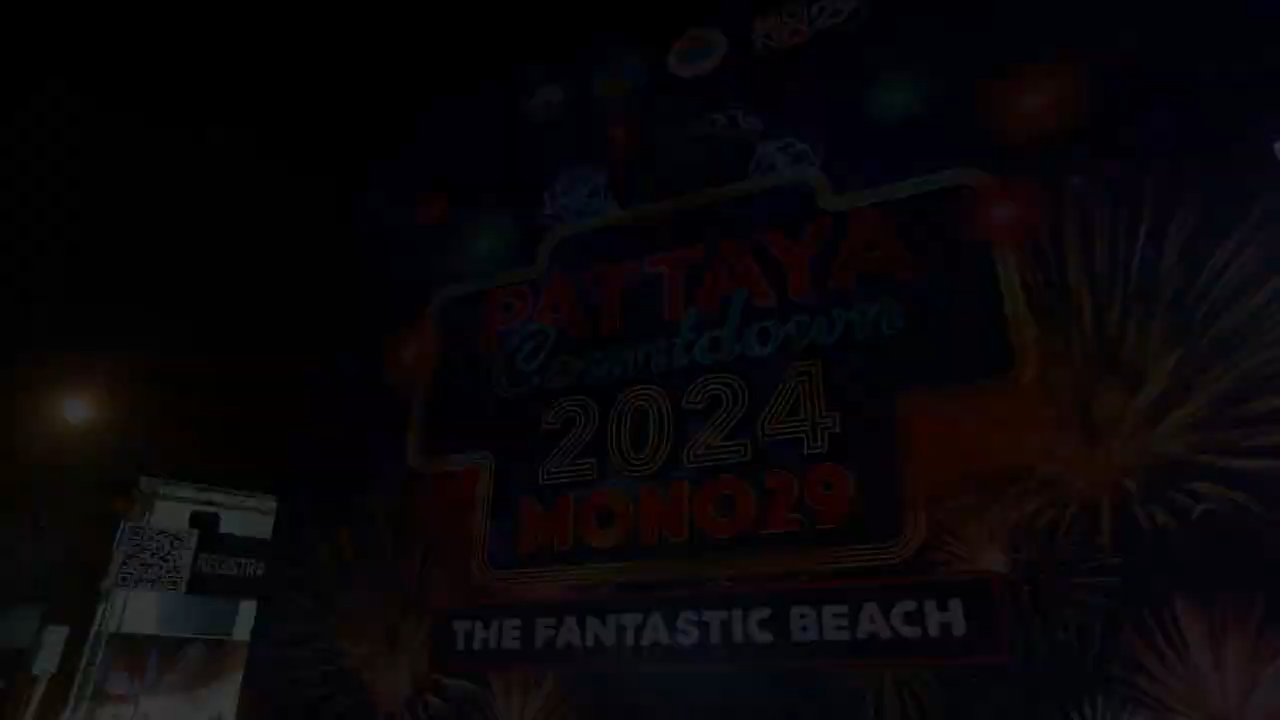 PATTAYA
Countdown
2024
MONO29
THE FANTASTIC BEACH